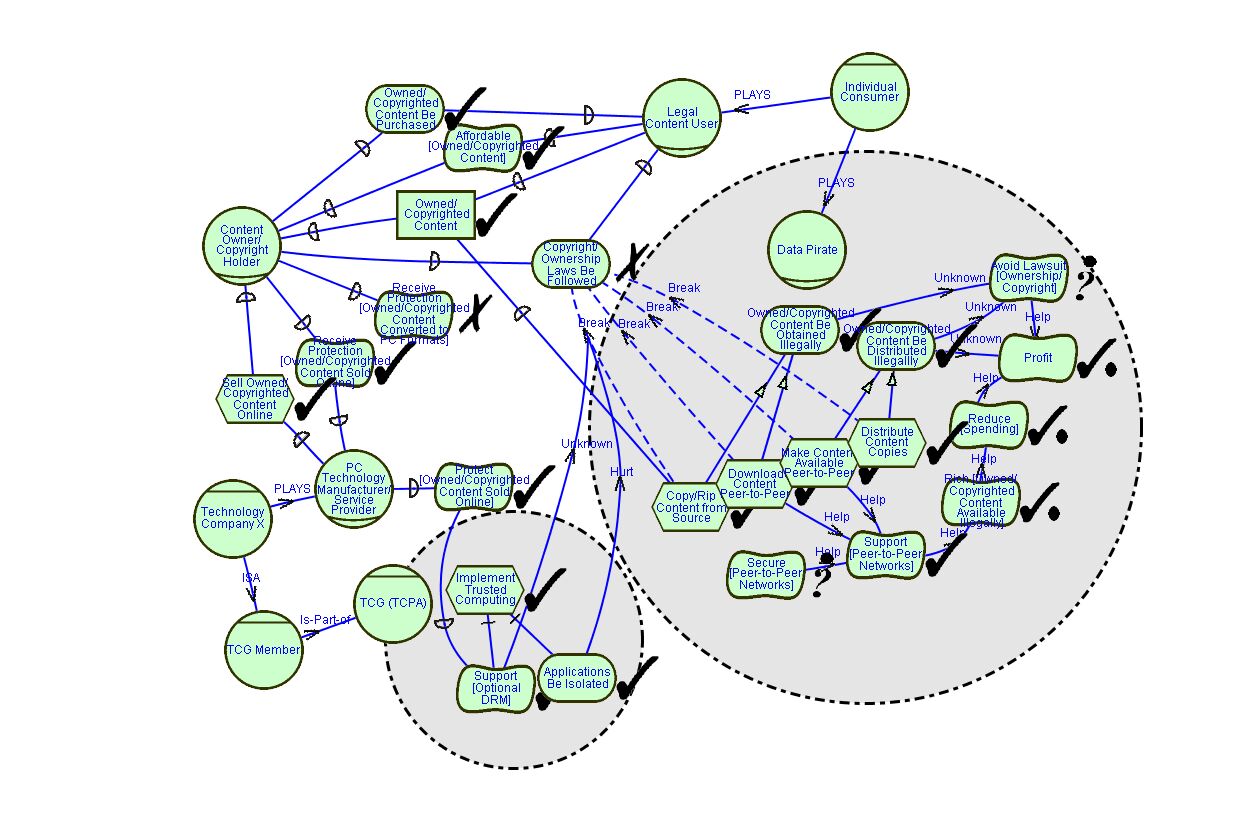 Individual
Consumer
PLAYS
Legal
Content User
Owned/
Copyrighted
Content Be
Purchased
Affordable
[Owned/Copyrighted
Content]
PLAYS
Owned/
Copyrighted
Content
Content
Owner/
Copyright
Holder
Data Pirate
Copyright/
Ownership
Laws Be
Followed
Avoid Lawsuit
[Ownership/
Copyright]
Unknown
Receive
Protection
[Owned/Copyrighted
Content
Converted to
PC Formats]
Break
Break
Break
Break
Owned/Copyrighted
Content Be
Obtained
Illegally
Unknown
Help
Owned/Copyrighted
Content Be
Distributed
Illegallly
Unknown
Profit
Receive
Protection
[Owned/Copyrighted
Content Sold
Online]
Sell Owned/
Copyrighted
Content
Online
Help
Reduce
[Spending]
Distribute
Content
Copies
Make Content
Available
Peer-to-Peer
Help
Download
Content
Peer-to-Peer
Unknown
Hurt
PC
Technology
Manufacturer/
Service
Provider
PLAYS
Technology
Company X
Protect
[Owned/Copyrighted
Content Sold
Online]
Copy/Rip
Content from
Source
Rich [Owned/
Copyrighted
Content
Available
Illegally]
Help
Help
Help
Support
[Peer-to-Peer
Networks]
Help
Secure
[Peer-to-Peer
Networks]
ISA
Implement
Trusted
Computing
TCG (TCPA)
Is-Part-of
TCG Member
Support
[Optional
DRM]
Applications
Be Isolated